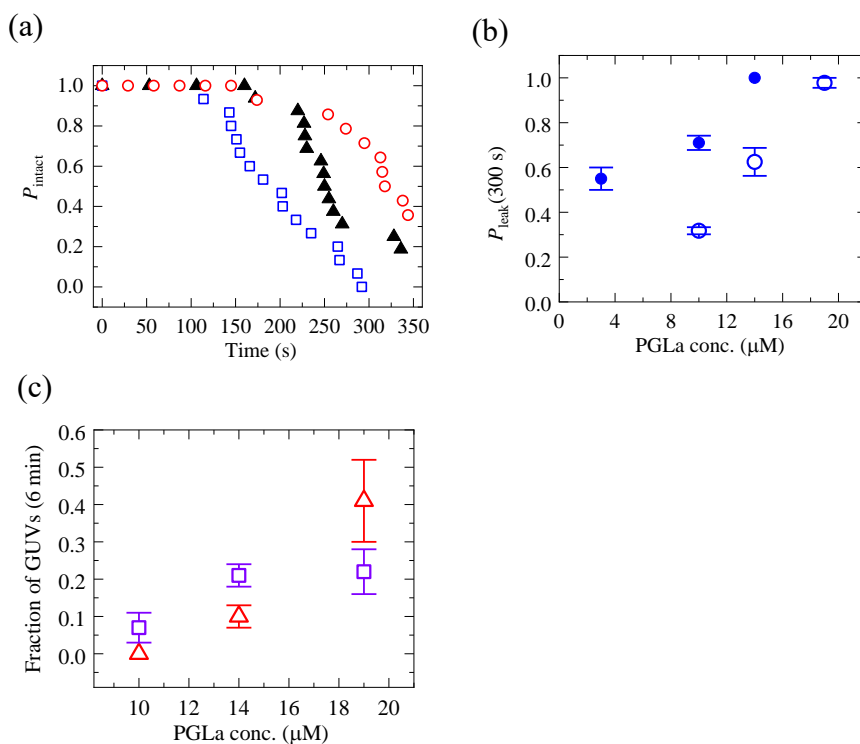 (a)
1.0
0.8
0.6
0.4
0.2
0.0
P_intact
0 50 100 150 200 250 300 350
Time (s)
(b)
1.0
0.8
0.6
0.4
0.2
0.0
P_leak(300 s)
0 4 8 12 16 20
PGLa conc. (μM)
(c)
0.6
0.5
0.4
0.3
0.2
0.1
0.0
Fraction of GUVs (6 min)
10 12 14 16 18 20
PGLa conc. (μM)